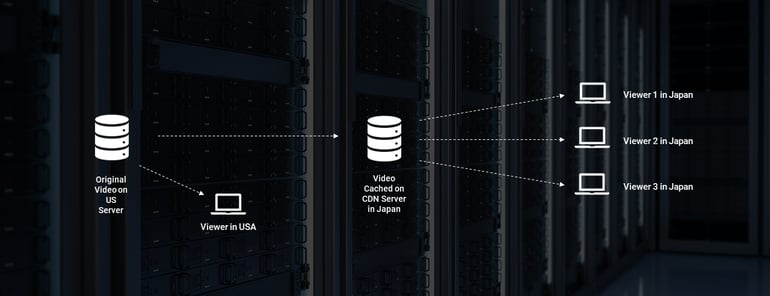 Original
Video on
US
Server
Viewer in USA
Video
Cached on
CDN Server
in Japan
Viewer 1 in Japan
Viewer 2 in Japan
Viewer 3 in Japan